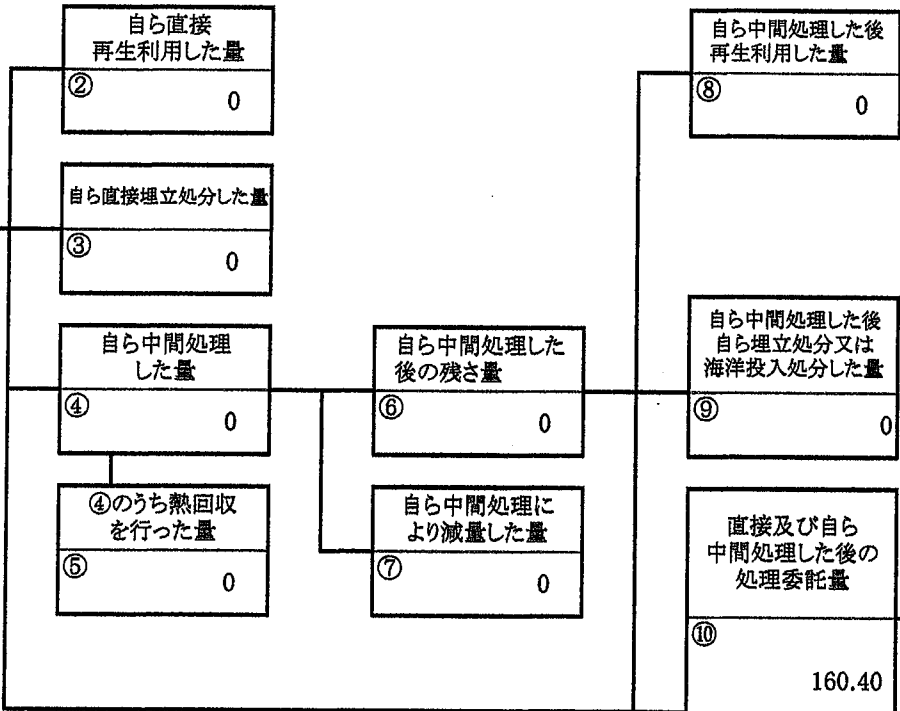 自ら直接
再生利用した量
②
0
自ら直接埋立処分した量
③
0
自ら中間処理
した量
④
0
④のうち熱回収
を行った量
⑤
0
自ら中間処理した
後の残さ量
⑥
0
自ら中間処理に
より減量した量
⑦
0
自ら中間処理した後
再生利用した量
⑧
0
自ら中間処理した後
自ら埋立処分又は
海洋投入処分した量
⑨
0
直接及び自ら
中間処理した後の
処理委託量
⑩
160.40